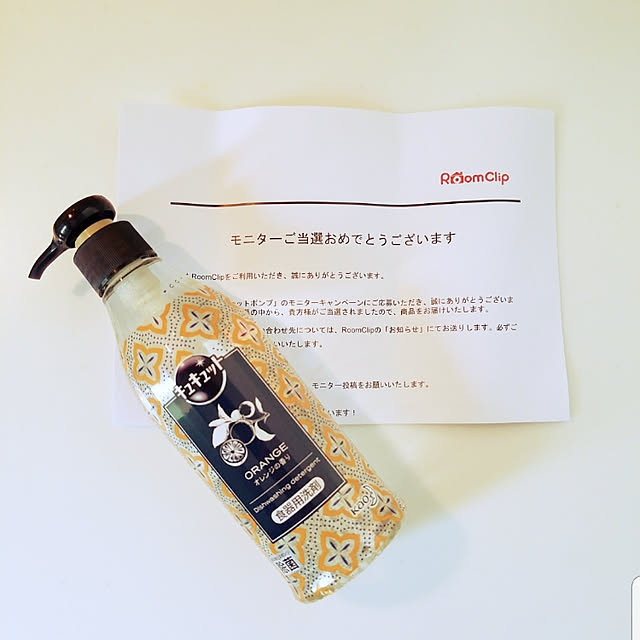 RoomClip
モニターご当選おめでとうございます
RoomClipをご利用いただき、誠にありがとうございます。
ットポンプ」のモニターキャンペーンにご応募いただき、誠にありがとうございま
の中から、貴方様がご当選されましたので、商品をお届けいたします。
い合わせ先については、RoomClipの「お知らせ」にてお送りします。必ずご
いいたします。
モニター投稿をお願いいたします。
います！
キュキュット
ORANGE
オレンジの香り
Dishwashing detergent
食器用洗剤
Kao